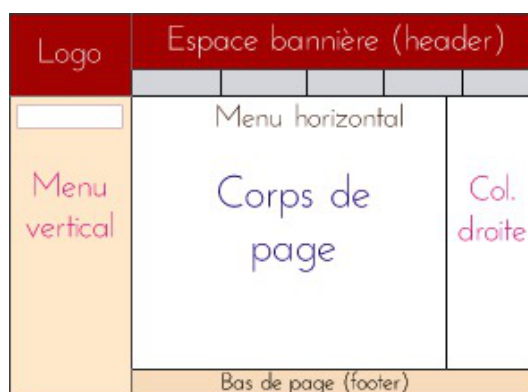 Logo
Espace bannière (header)
Menu horizontal
Menu
vertical
Corps de
page
Col.
droite
Bas de page (footer)